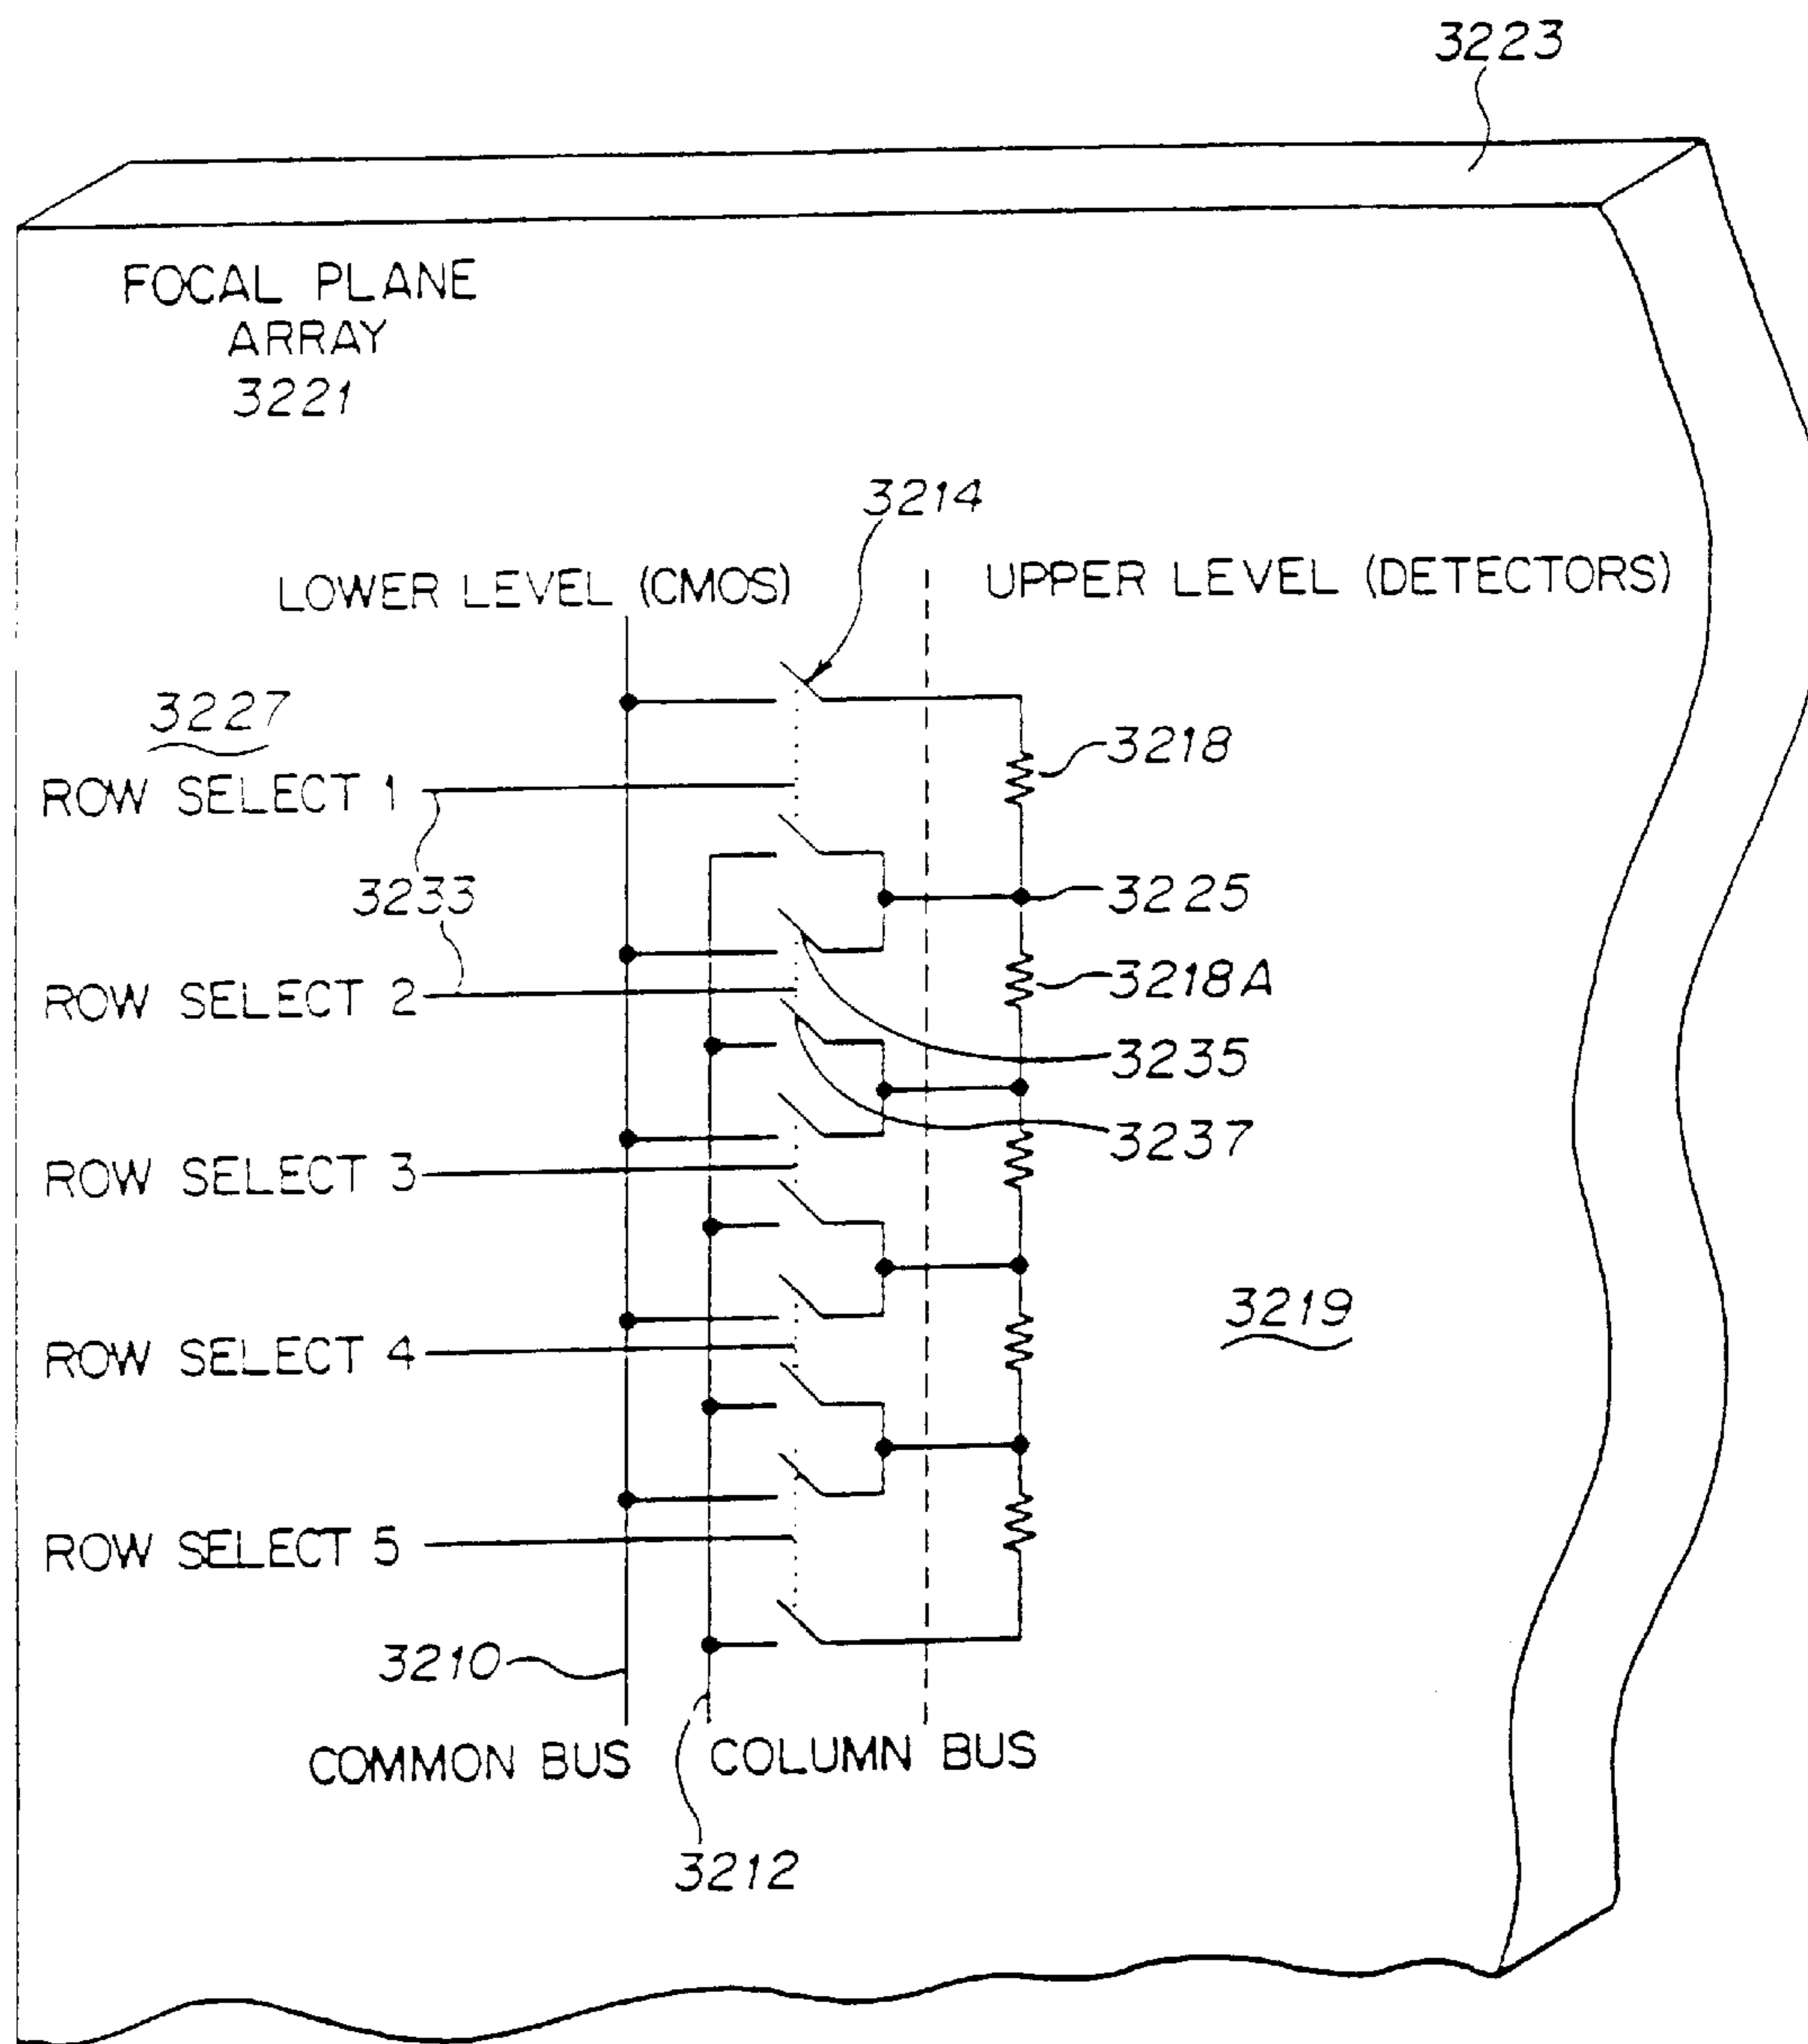 3223
FOCAL PLANE
ARRAY
3221
3214
LOWER LEVEL (CMOS)
UPPER LEVEL (DETECTORS)
3227
3218
ROW SELECT 1
3233
3225
ROW SELECT 2
3218A
3235
3237
ROW SELECT 3
3219
ROW SELECT 4
ROW SELECT 5
3210
COMMON BUS
COLUMN BUS
3212